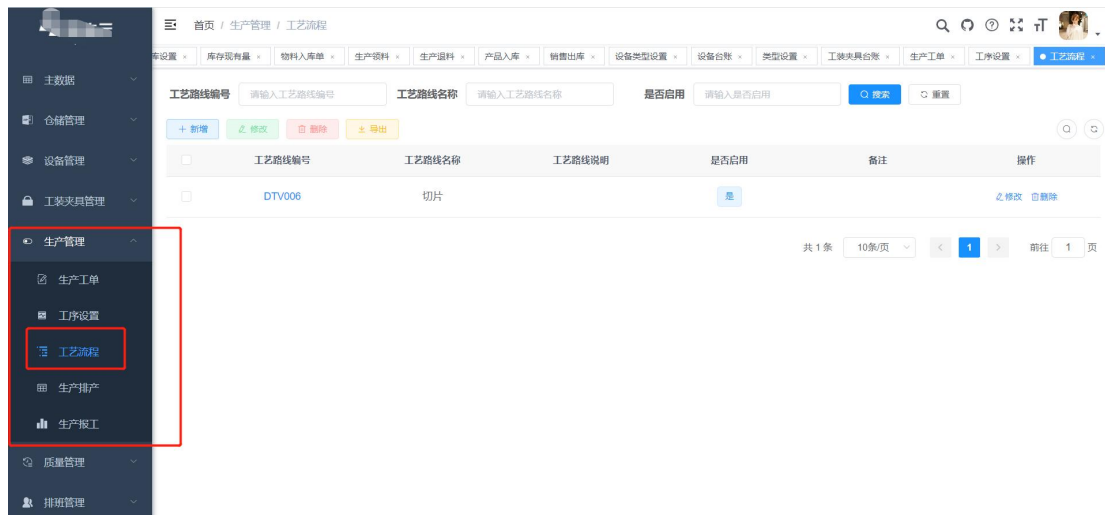 首页 / 生产管理 / 工艺流程
车设置 × 库存现有量 × 物料入库单 × 生产领料 × 生产退料 × 产品入库 × 销售出库 × 设备类型设置 × 设备台账 × 类型设置 × 工装夹具台账 × 生产工单 × 工序设置 × 工艺流程 ×
主数据
仓储管理
设备管理
工装夹具管理
生产管理
生产工单
工序设置
工艺流程
生产排产
生产报工
质量管理
排班管理
工艺路线编号 请输入工艺路线编号 工艺路线名称 请输入工艺路线名称 是否启用 请输入是否启用 搜索 重置
+ 新增 修改 删除 导出
工艺路线编号 工艺路线名称 工艺路线说明 是否启用 备注 操作
DTV006 切片 是 修改 删除
共 1 条 10条/页 < 1 > 前往 1 页